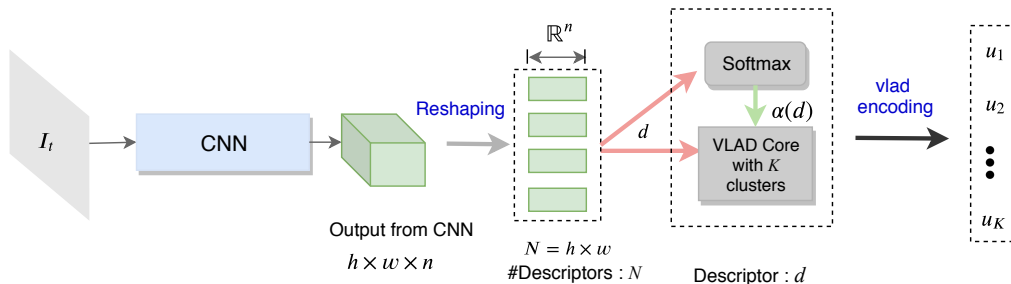 I_t
CNN
Output from CNN
h × w × n
Reshaping
ℝ^n
N = h × w
#Descriptors : N
d
Softmax
α(d)
VLAD Core
with K
clusters
Descriptor : d
vlad
encoding
u_1
u_2
u_K